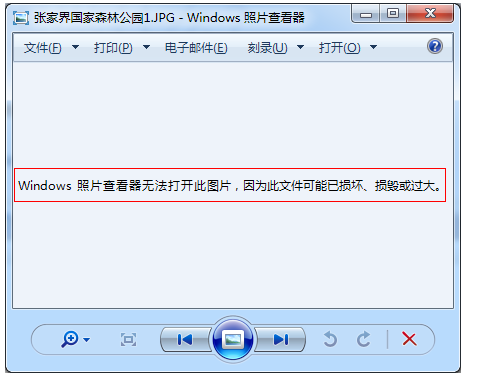 张家界国家森林公园1.JPG - Windows 照片查看器
文件(F) 打印(P) 电子邮件(E) 刻录(U) 打开(O)
Windows 照片查看器无法打开此图片，因为此文件可能已损坏、损毁或过大。